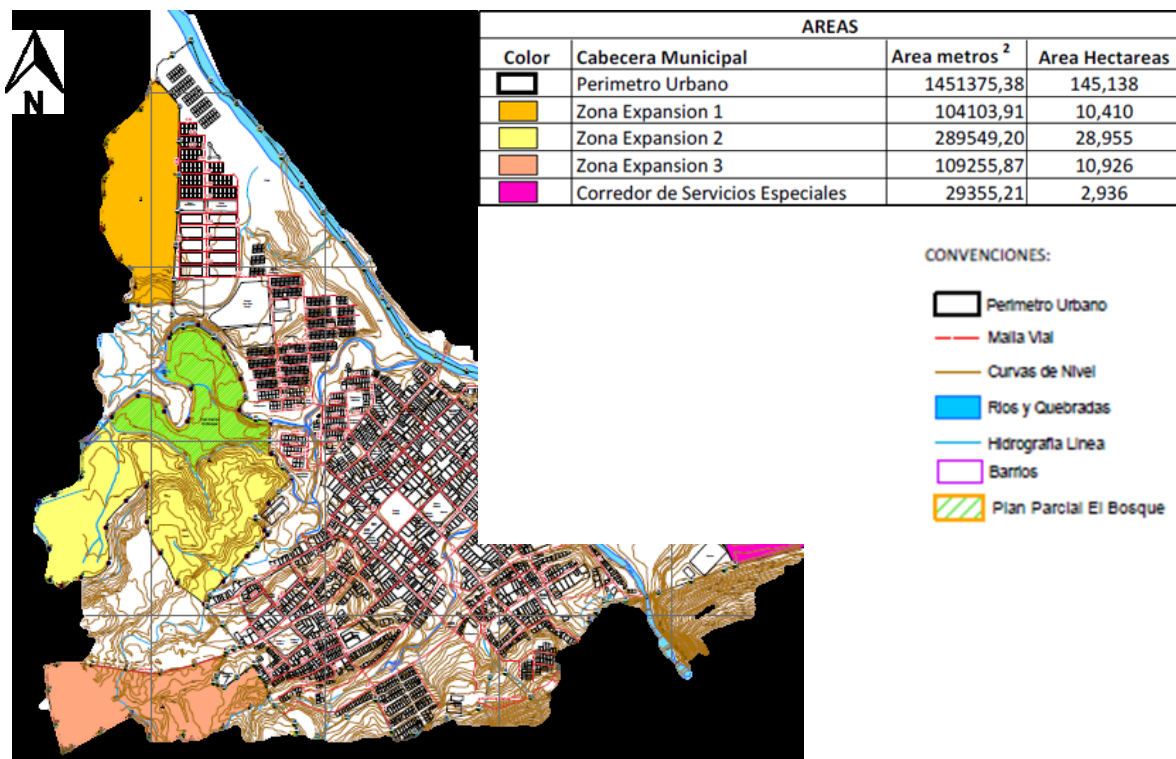 N
AREAS
Color Cabecera Municipal Area metros ² Area Hectareas
Perimetro Urbano 1451375,38 145,138
Zona Expansion 1 104103,91 10,410
Zona Expansion 2 289549,20 28,955
Zona Expansion 3 109255,87 10,926
Corredor de Servicios Especiales 29355,21 2,936
CONVENCIONES:
Perimetro Urbano
Malla Vial
Curvas de Nivel
Rios y Quebradas
Hidrografia Linea
Barrios
Plan Parcial El Bosque